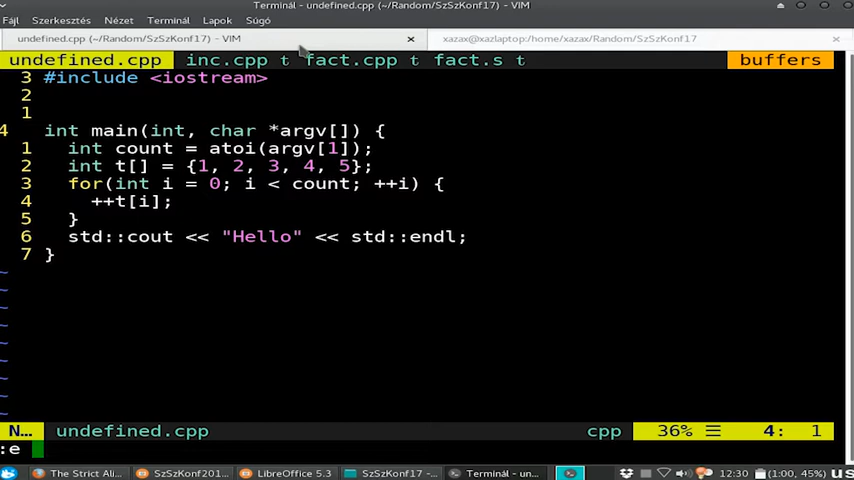 Terminál - undefined.cpp (~/Random/SzSzKonf17) - VIM
Fájl Szerkesztés Nézet Terminál Lapok Súgó
undefined.cpp (~/Random/SzSzKonf17) - VIM xazax@xazlaptop:/home/xazax/Random/SzSzKonf17
undefined.cpp inc.cpp t fact.cpp t fact.s t buffers
3 #include <iostream>
2
1
4 int main(int, char *argv[]) {
1 int count = atoi(argv[1]);
2 int t[] = {1, 2, 3, 4, 5};
3 for(int i = 0; i < count; ++i) {
4 ++t[i];
5 }
6 std::cout << "Hello" << std::endl;
7 }
~
~
~
~
~
~
~
~
N... undefined.cpp cpp 36% ☰ 4: 1
:e
The Strict Ali... SzSzKonf201... LibreOffice 5.3 SzSzKonf17 -... Terminál - un... 12:30 (1:00, 45%) us